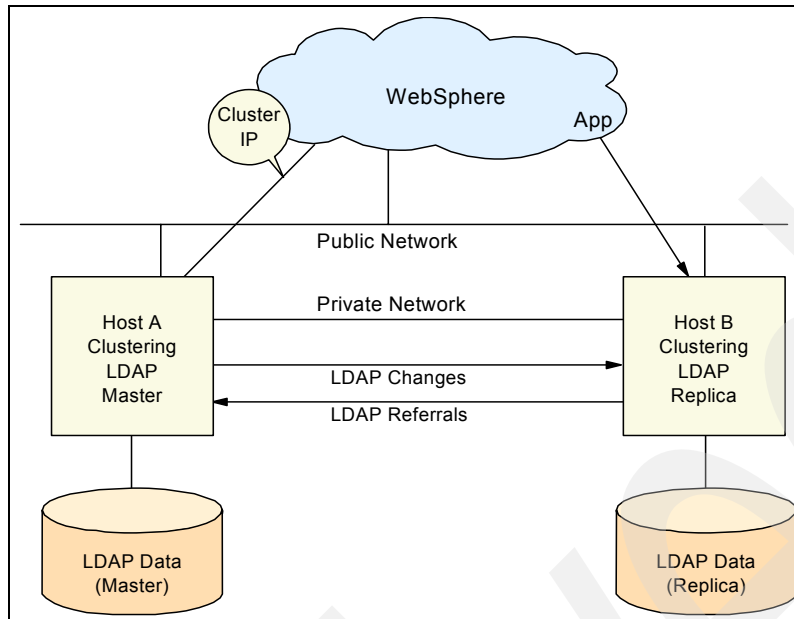 WebSphere
App
Cluster
IP
Public Network
Private Network
Host A
Clustering
LDAP
Master
Host B
Clustering
LDAP
Replica
LDAP Changes
LDAP Referrals
LDAP Data
(Master)
LDAP Data
(Replica)